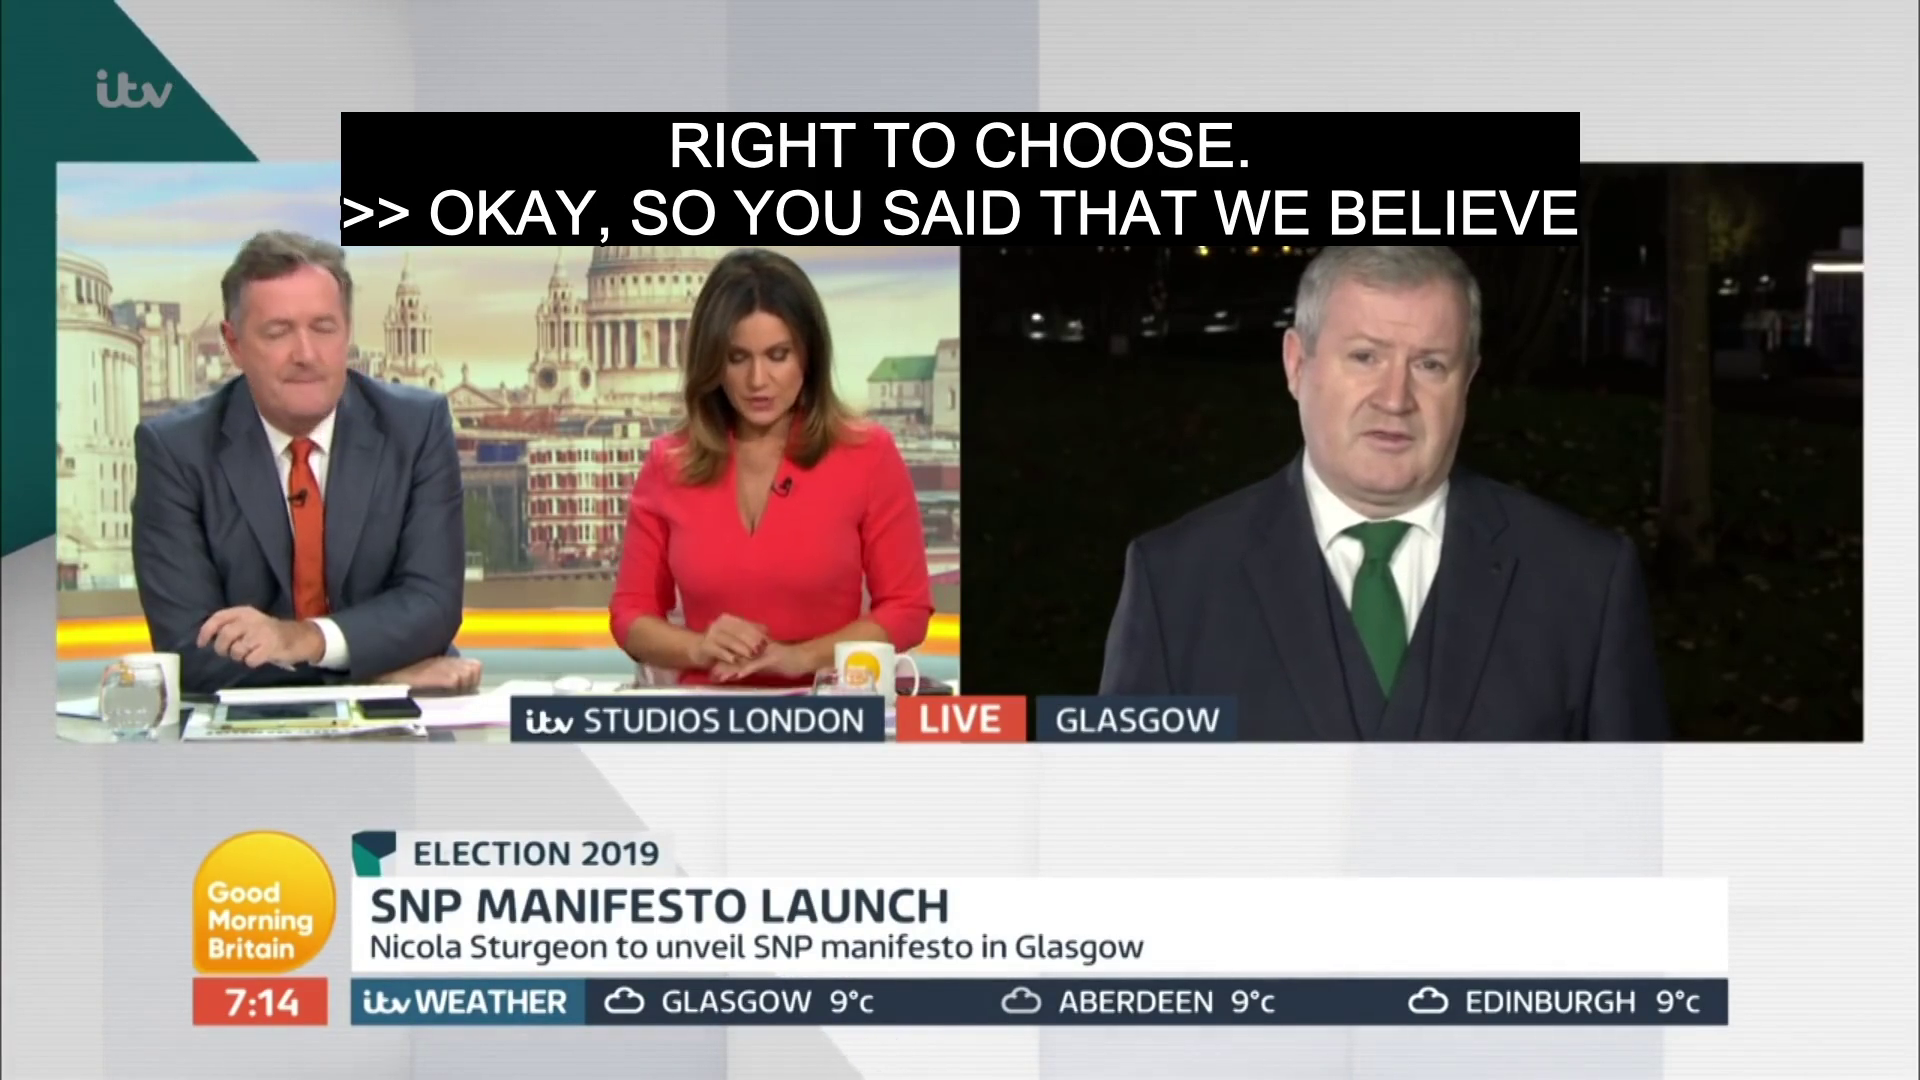 itv
RIGHT TO CHOOSE.
>> OKAY, SO YOU SAID THAT WE BELIEVE
itv STUDIOS LONDON
LIVE
GLASGOW
ELECTION 2019
Good
Morning
Britain
SNP MANIFESTO LAUNCH
Nicola Sturgeon to unveil SNP manifesto in Glasgow
7:14
itv WEATHER
GLASGOW 9°c
ABERDEEN 9°c
EDINBURGH 9°c